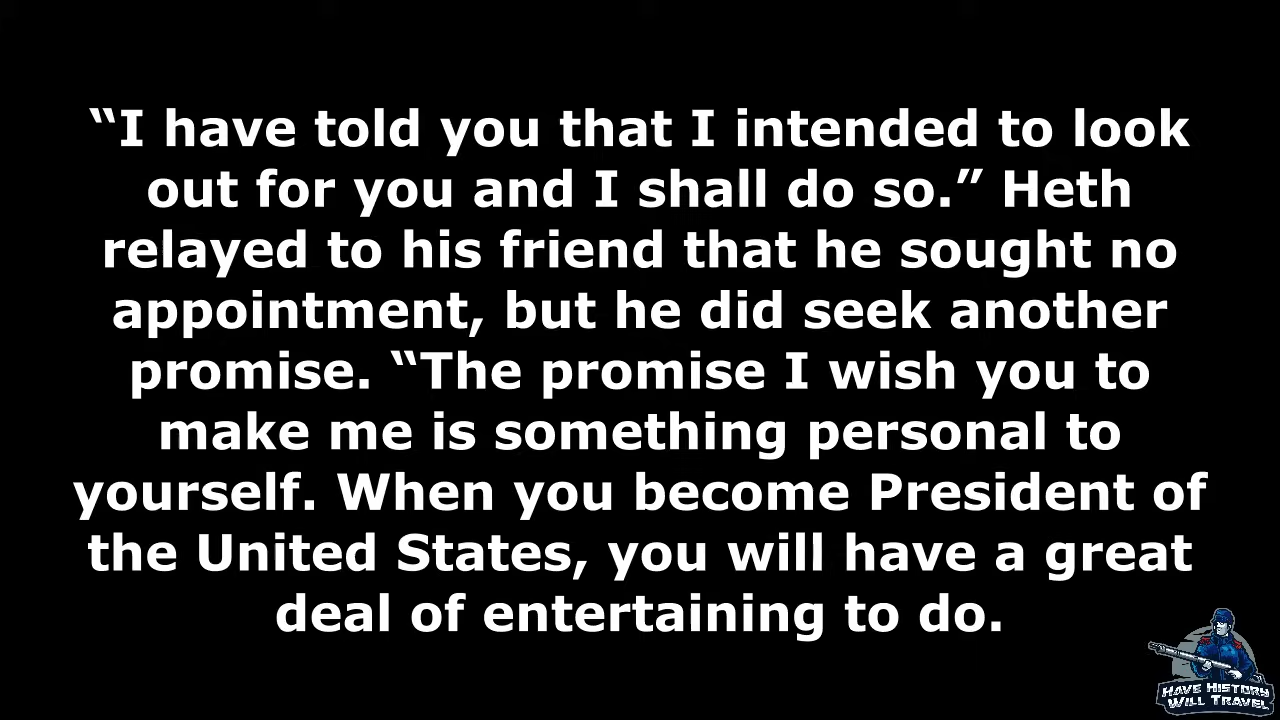 “I have told you that I intended to look
out for you and I shall do so.” Heth
relayed to his friend that he sought no
appointment, but he did seek another
promise. “The promise I wish you to
make me is something personal to
yourself. When you become President of
the United States, you will have a great
deal of entertaining to do.
HAVE HISTORY
WILL TRAVEL